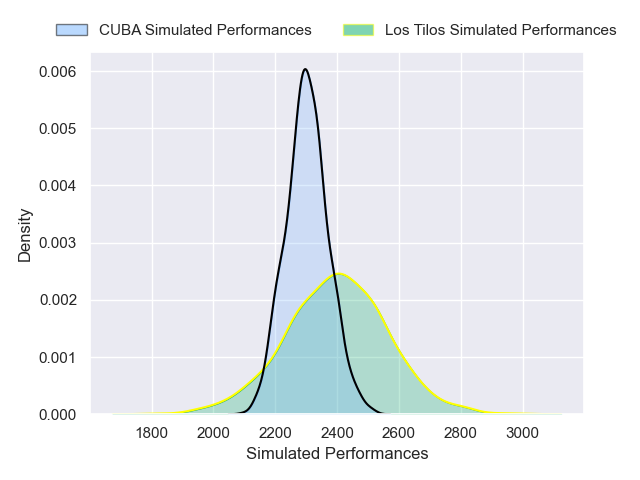 CUBA Simulated Performances
Los Tilos Simulated Performances
0.006
0.005
0.004
0.003
0.002
0.001
0.000
Density
1800 2000 2200 2400 2600 2800 3000
Simulated Performances